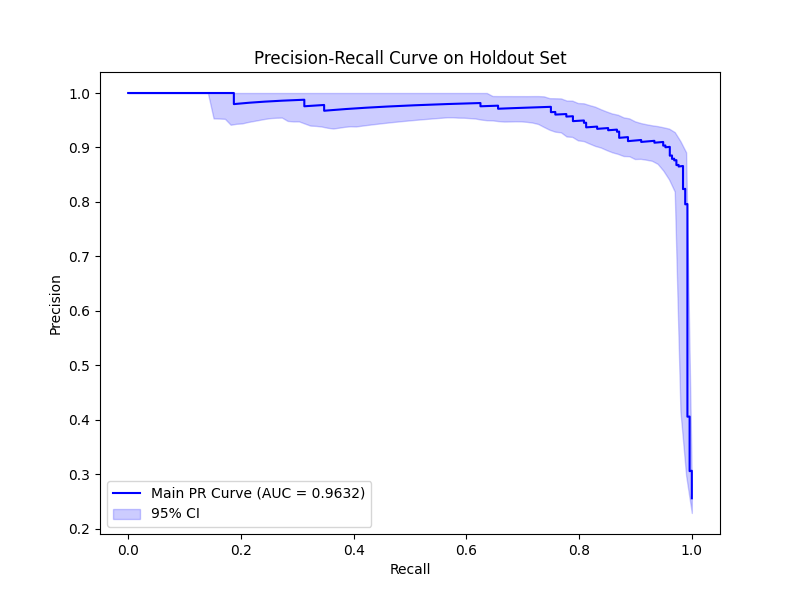 Precision-Recall Curve on Holdout Set
1.0
0.9
0.8
0.7
0.6
0.5
0.4
0.3
0.2
Precision
Main PR Curve (AUC = 0.9632)
95% CI
0.0 0.2 0.4 0.6 0.8 1.0
Recall